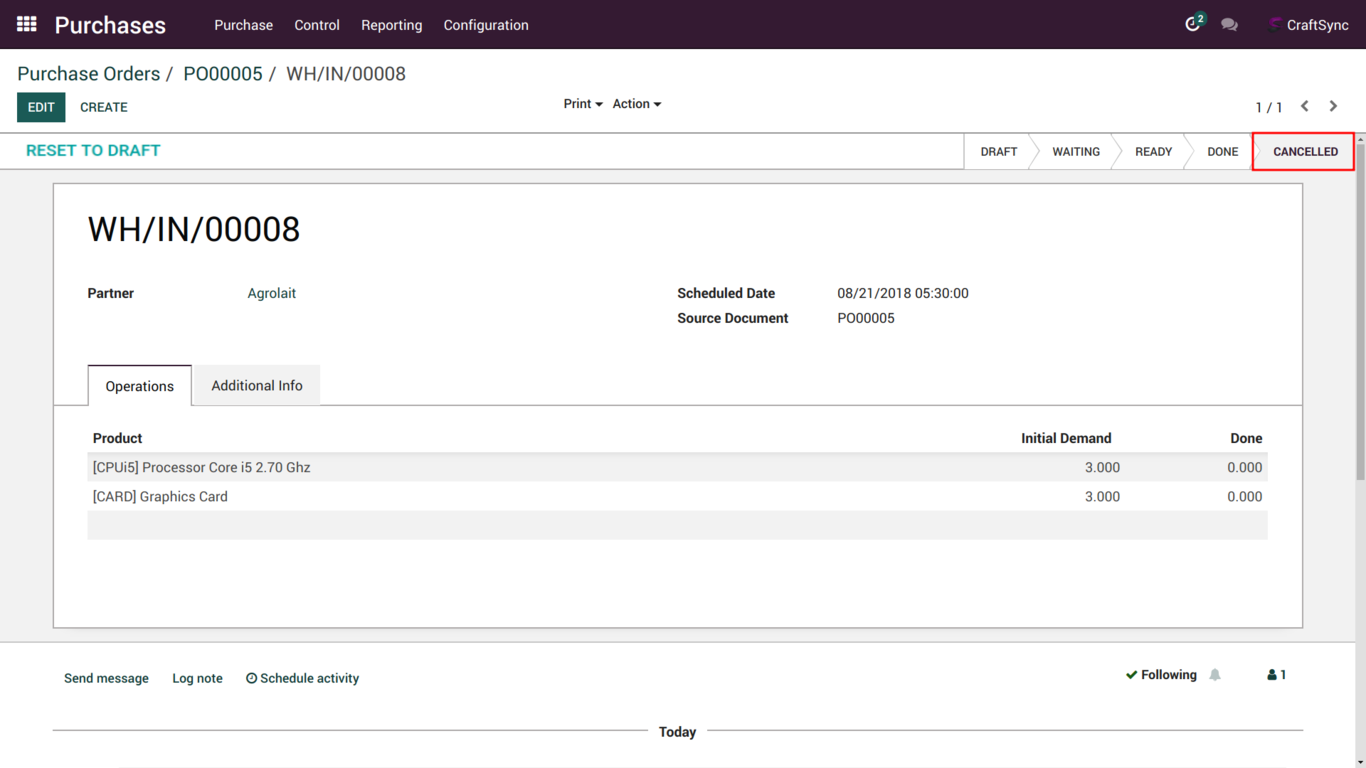 Purchases Purchase Control Reporting Configuration 2 CraftSync
Purchase Orders / PO00005 / WH/IN/00008
EDIT CREATE Print Action 1 / 1
RESET TO DRAFT DRAFT WAITING READY DONE CANCELLED
WH/IN/00008
Partner Agrolait Scheduled Date 08/21/2018 05:30:00
Source Document PO00005
Operations Additional Info
Product Initial Demand Done
[CPUi5] Processor Core i5 2.70 Ghz 3.000 0.000
[CARD] Graphics Card 3.000 0.000
Send message Log note Schedule activity Following 1
Today